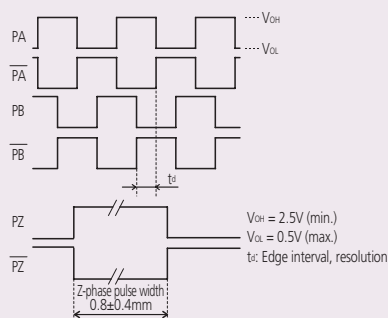 PA
VOH
VOL
PA
PB
PB
td
PZ
PZ
Z-phase pulse width
0.8±0.4mm
VOH = 2.5V (min.)
VOL = 0.5V (max.)
td: Edge interval, resolution